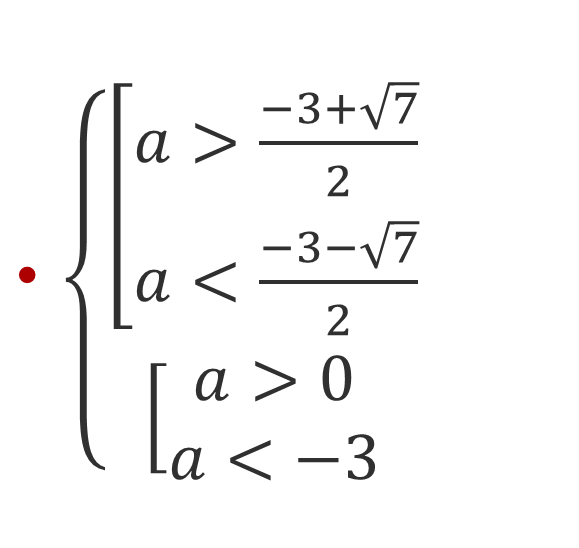 • { [ a > (−3+√7)/2
[ a < (−3−√7)/2
[ a > 0
[ a < −3